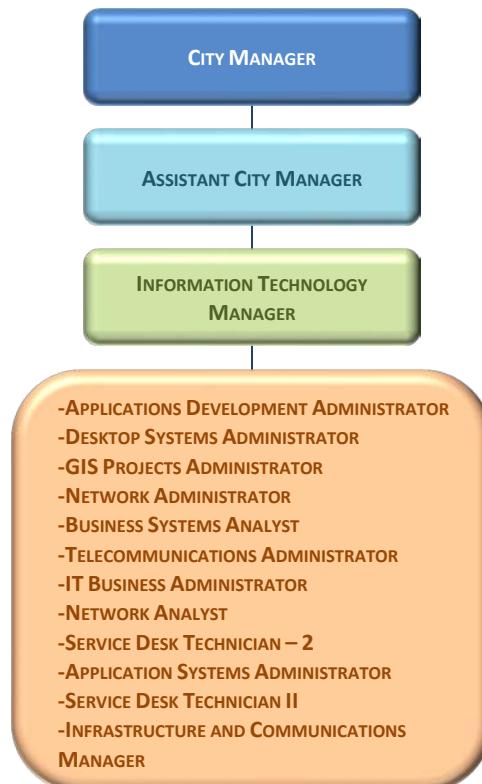 CITY MANAGER
ASSISTANT CITY MANAGER
INFORMATION TECHNOLOGY
MANAGER
-APPLICATIONS DEVELOPMENT ADMINISTRATOR
-DESKTOP SYSTEMS ADMINISTRATOR
-GIS PROJECTS ADMINISTRATOR
-NETWORK ADMINISTRATOR
-BUSINESS SYSTEMS ANALYST
-TELECOMMUNICATIONS ADMINISTRATOR
-IT BUSINESS ADMINISTRATOR
-NETWORK ANALYST
-SERVICE DESK TECHNICIAN – 2
-APPLICATION SYSTEMS ADMINISTRATOR
-SERVICE DESK TECHNICIAN II
-INFRASTRUCTURE AND COMMUNICATIONS
MANAGER